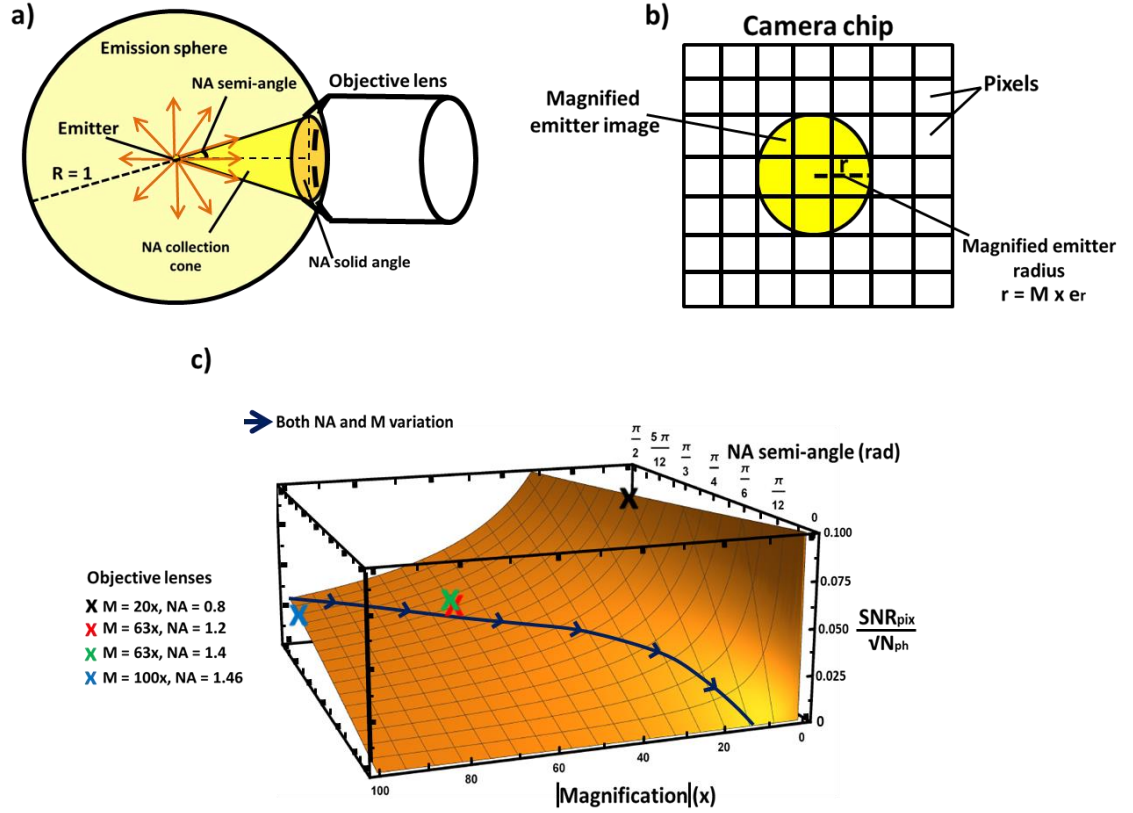 a)
Emission sphere
NA semi-angle
Objective lens
Emitter
R = 1
NA collection
cone
NA solid angle
b)
Camera chip
Magnified
emitter image
Pixels
r
Magnified emitter
radius
r = M x er
c)
Both NA and M variation
NA semi-angle (rad)
π/2
5π/12
π/3
π/4
π/6
π/12
0
0.100
0.075
0.050
0.025
0
SNRpix
√Nph
Objective lenses
X M = 20x, NA = 0.8
X M = 63x, NA = 1.2
X M = 63x, NA = 1.4
X M = 100x, NA = 1.46
100
80
60
40
20
0
|Magnification|(x)